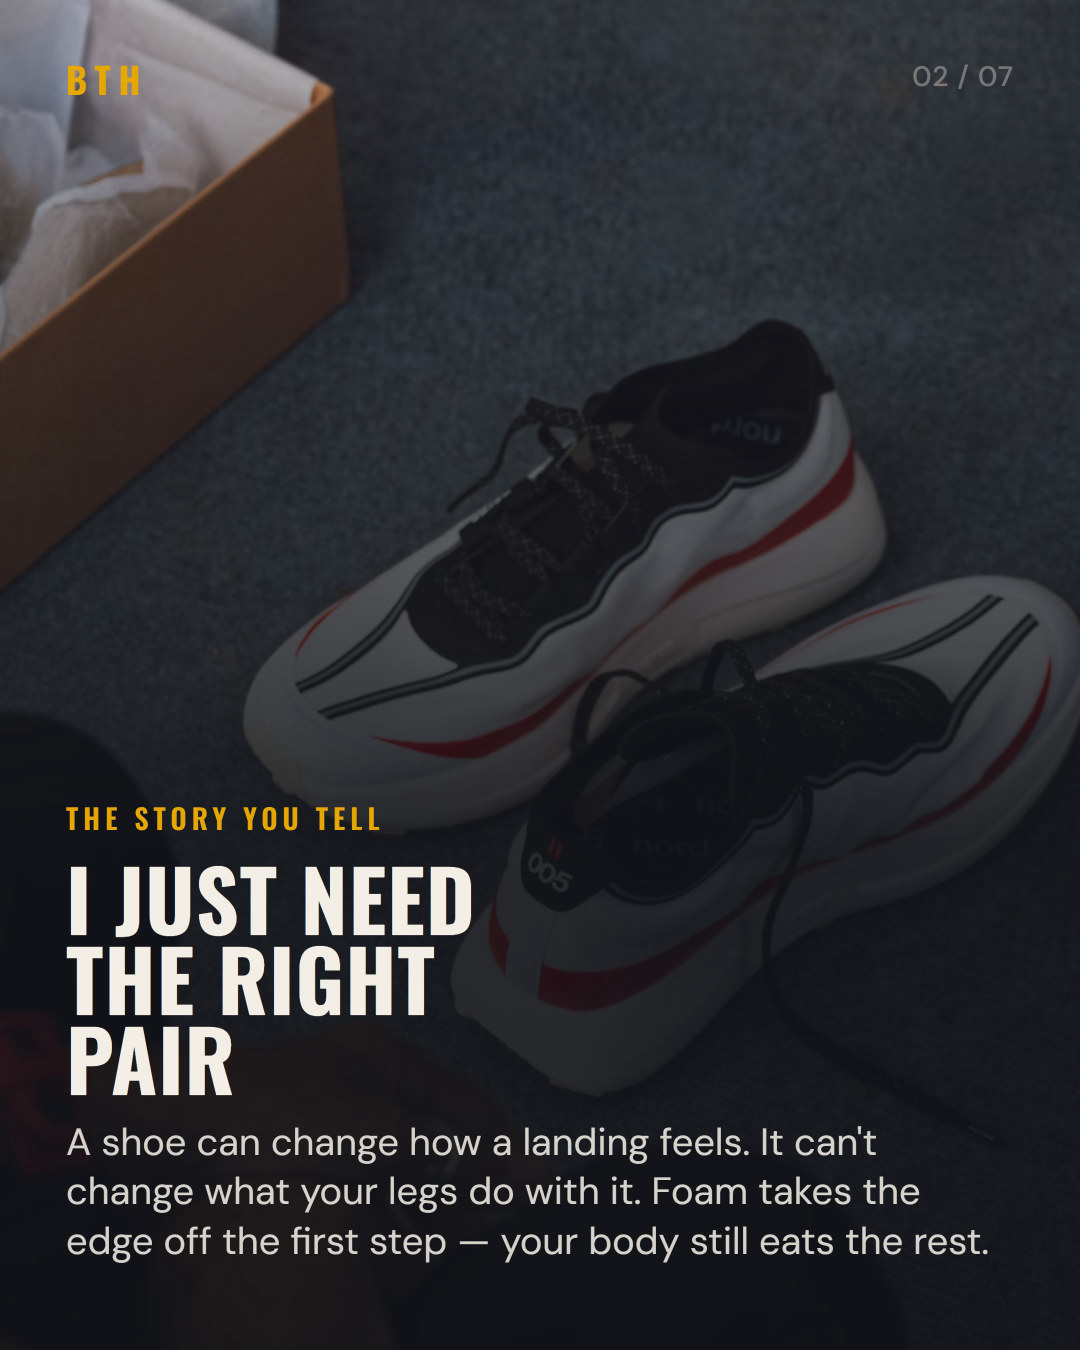 BTH
02 / 07
THE STORY YOU TELL
I JUST NEED
THE RIGHT
PAIR
A shoe can change how a landing feels. It can't
change what your legs do with it. Foam takes the
edge off the first step — your body still eats the rest.
005